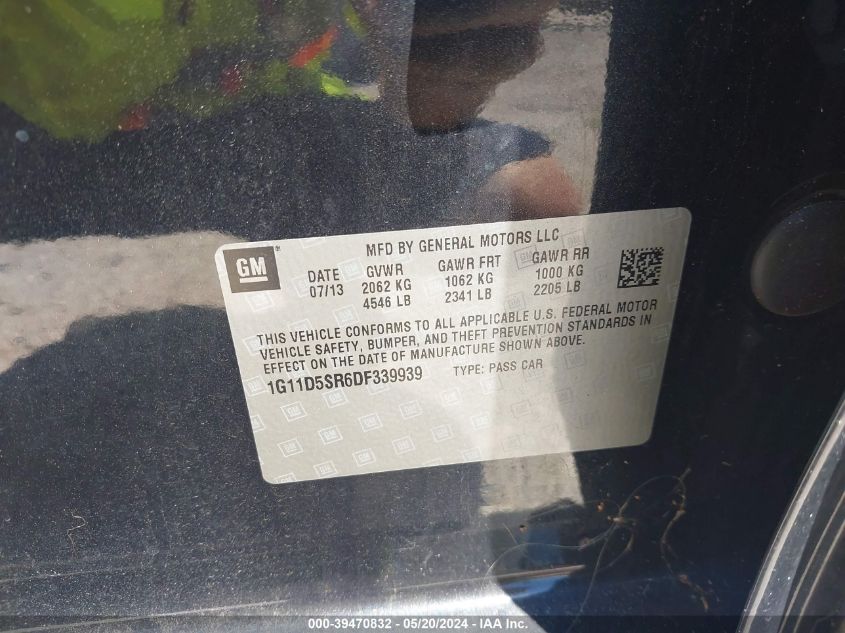 GM
MFD BY GENERAL MOTORS LLC
DATE GVWR GAWR FRT GAWR RR
07/13 2062 KG 1062 KG 1000 KG
4546 LB 2341 LB 2205 LB
THIS VEHICLE CONFORMS TO ALL APPLICABLE U.S. FEDERAL MOTOR
VEHICLE SAFETY, BUMPER, AND THEFT PREVENTION STANDARDS IN
EFFECT ON THE DATE OF MANUFACTURE SHOWN ABOVE.
1G11D5SR6DF339939 TYPE: PASS CAR
000-39470832 - 05/20/2024 - IAA Inc.